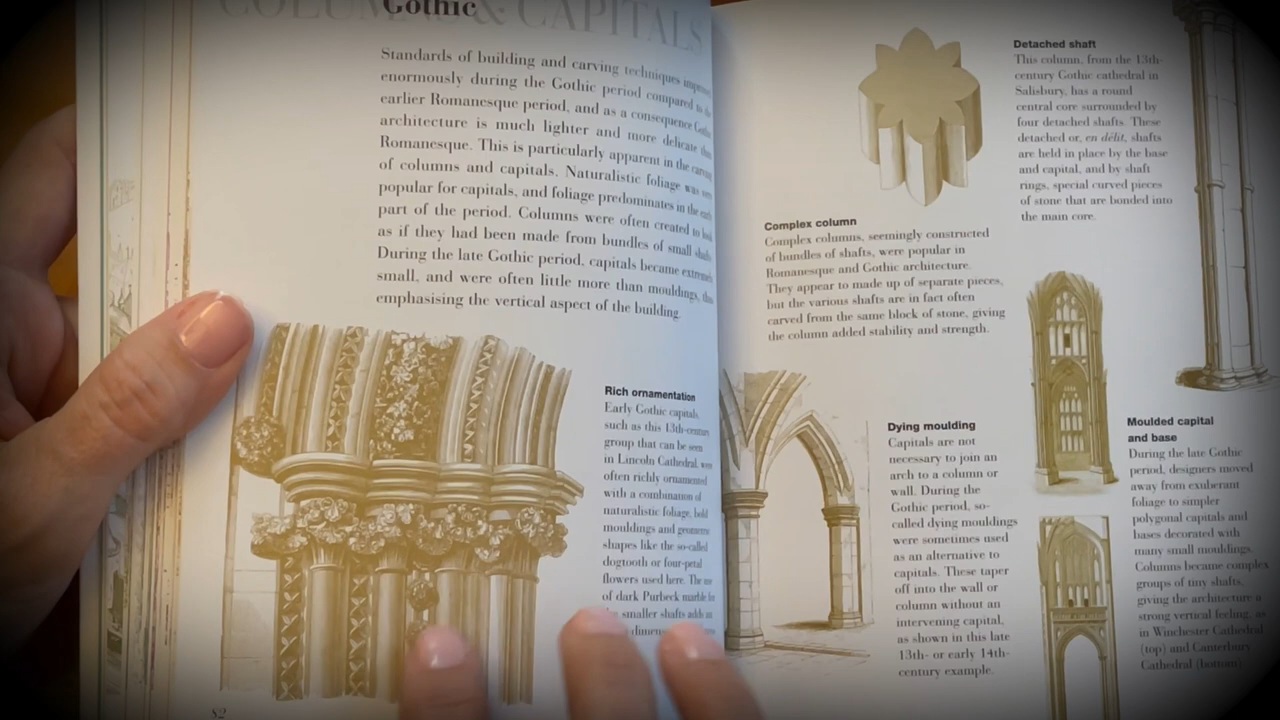 COLUMNS & CAPITALS
Gothic
Standards of building and carving techniques
enormously during the Gothic period compared to the
earlier Romanesque period, and as a consequence Gothic
architecture is much lighter and more delicate than
Romanesque. This is particularly apparent in the carving
of columns and capitals. Naturalistic foliage was very
popular for capitals, and foliage predominates in the early
part of the period. Columns were often created to look
as if they had been made from bundles of small shafts.
During the late Gothic period, capitals became extremely
small, and were often little more than mouldings, thus
emphasising the vertical aspect of the building.
Rich ornamentation
Early Gothic capitals,
such as this 13th-century
group that can be seen
in Lincoln Cathedral, were
often richly ornamented
with a combination of
naturalistic foliage, bold
mouldings and geometric
shapes like the so-called
dogtooth or four-petal
flowers used here. The use
of dark Purbeck marble for
smaller shafts adds
52
Complex column
Complex columns, seemingly constructed
of bundles of shafts, were popular in
Romanesque and Gothic architecture.
They appear to made up of separate pieces,
but the various shafts are in fact often
carved from the same block of stone, giving
the column added stability and strength.
Detached shaft
This column, from the 13th-
century Gothic cathedral in
Salisbury, has a round
central core surrounded by
four detached shafts. These
detached or, en délit, shafts
are held in place by the base
and capital, and by shaft
rings, special curved pieces
of stone that are bonded into
the main core.
Dying moulding
Capitals are not
necessary to join an
arch to a column or
wall. During the
Gothic period, so-
called dying mouldings
were sometimes used
as an alternative to
capitals. These taper
off into the wall or
column without an
intervening capital,
as shown in this late
13th- or early 14th-
century example.
Moulded capital
and base
During the late Gothic
period, designers moved
away from exuberant
foliage to simpler
polygonal capitals and
bases decorated with
many small mouldings.
Columns became complex
groups of tiny shafts,
giving the architecture a
strong vertical feeling, as
in Winchester Cathedral
(top) and Canterbury
Cathedral (bottom).